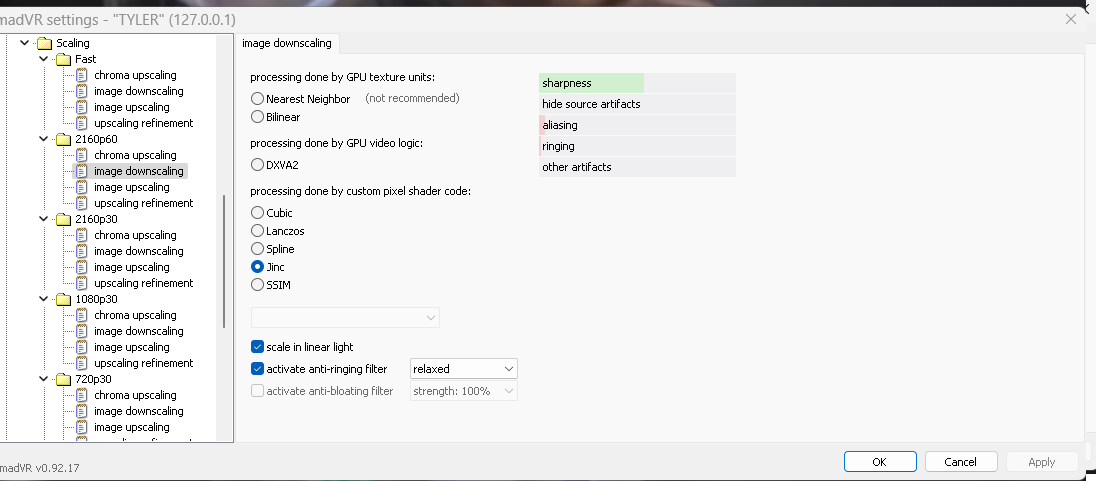 madVR settings - "TYLER" (127.0.0.1)
Scaling
Fast
chroma upscaling
image downscaling
image upscaling
upscaling refinement
2160p60
chroma upscaling
image downscaling
image upscaling
upscaling refinement
2160p30
chroma upscaling
image downscaling
image upscaling
upscaling refinement
1080p30
chroma upscaling
image downscaling
image upscaling
upscaling refinement
720p30
chroma upscaling
image downscaling
image upscaling
madVR v0.92.17
image downscaling
processing done by GPU texture units:
Nearest Neighbor (not recommended)
Bilinear
processing done by GPU video logic:
DXVA2
processing done by custom pixel shader code:
Cubic
Lanczos
Spline
Jinc
SSIM
scale in linear light
activate anti-ringing filter relaxed
activate anti-bloating filter strength: 100%
sharpness
hide source artifacts
aliasing
ringing
other artifacts
OK Cancel Apply